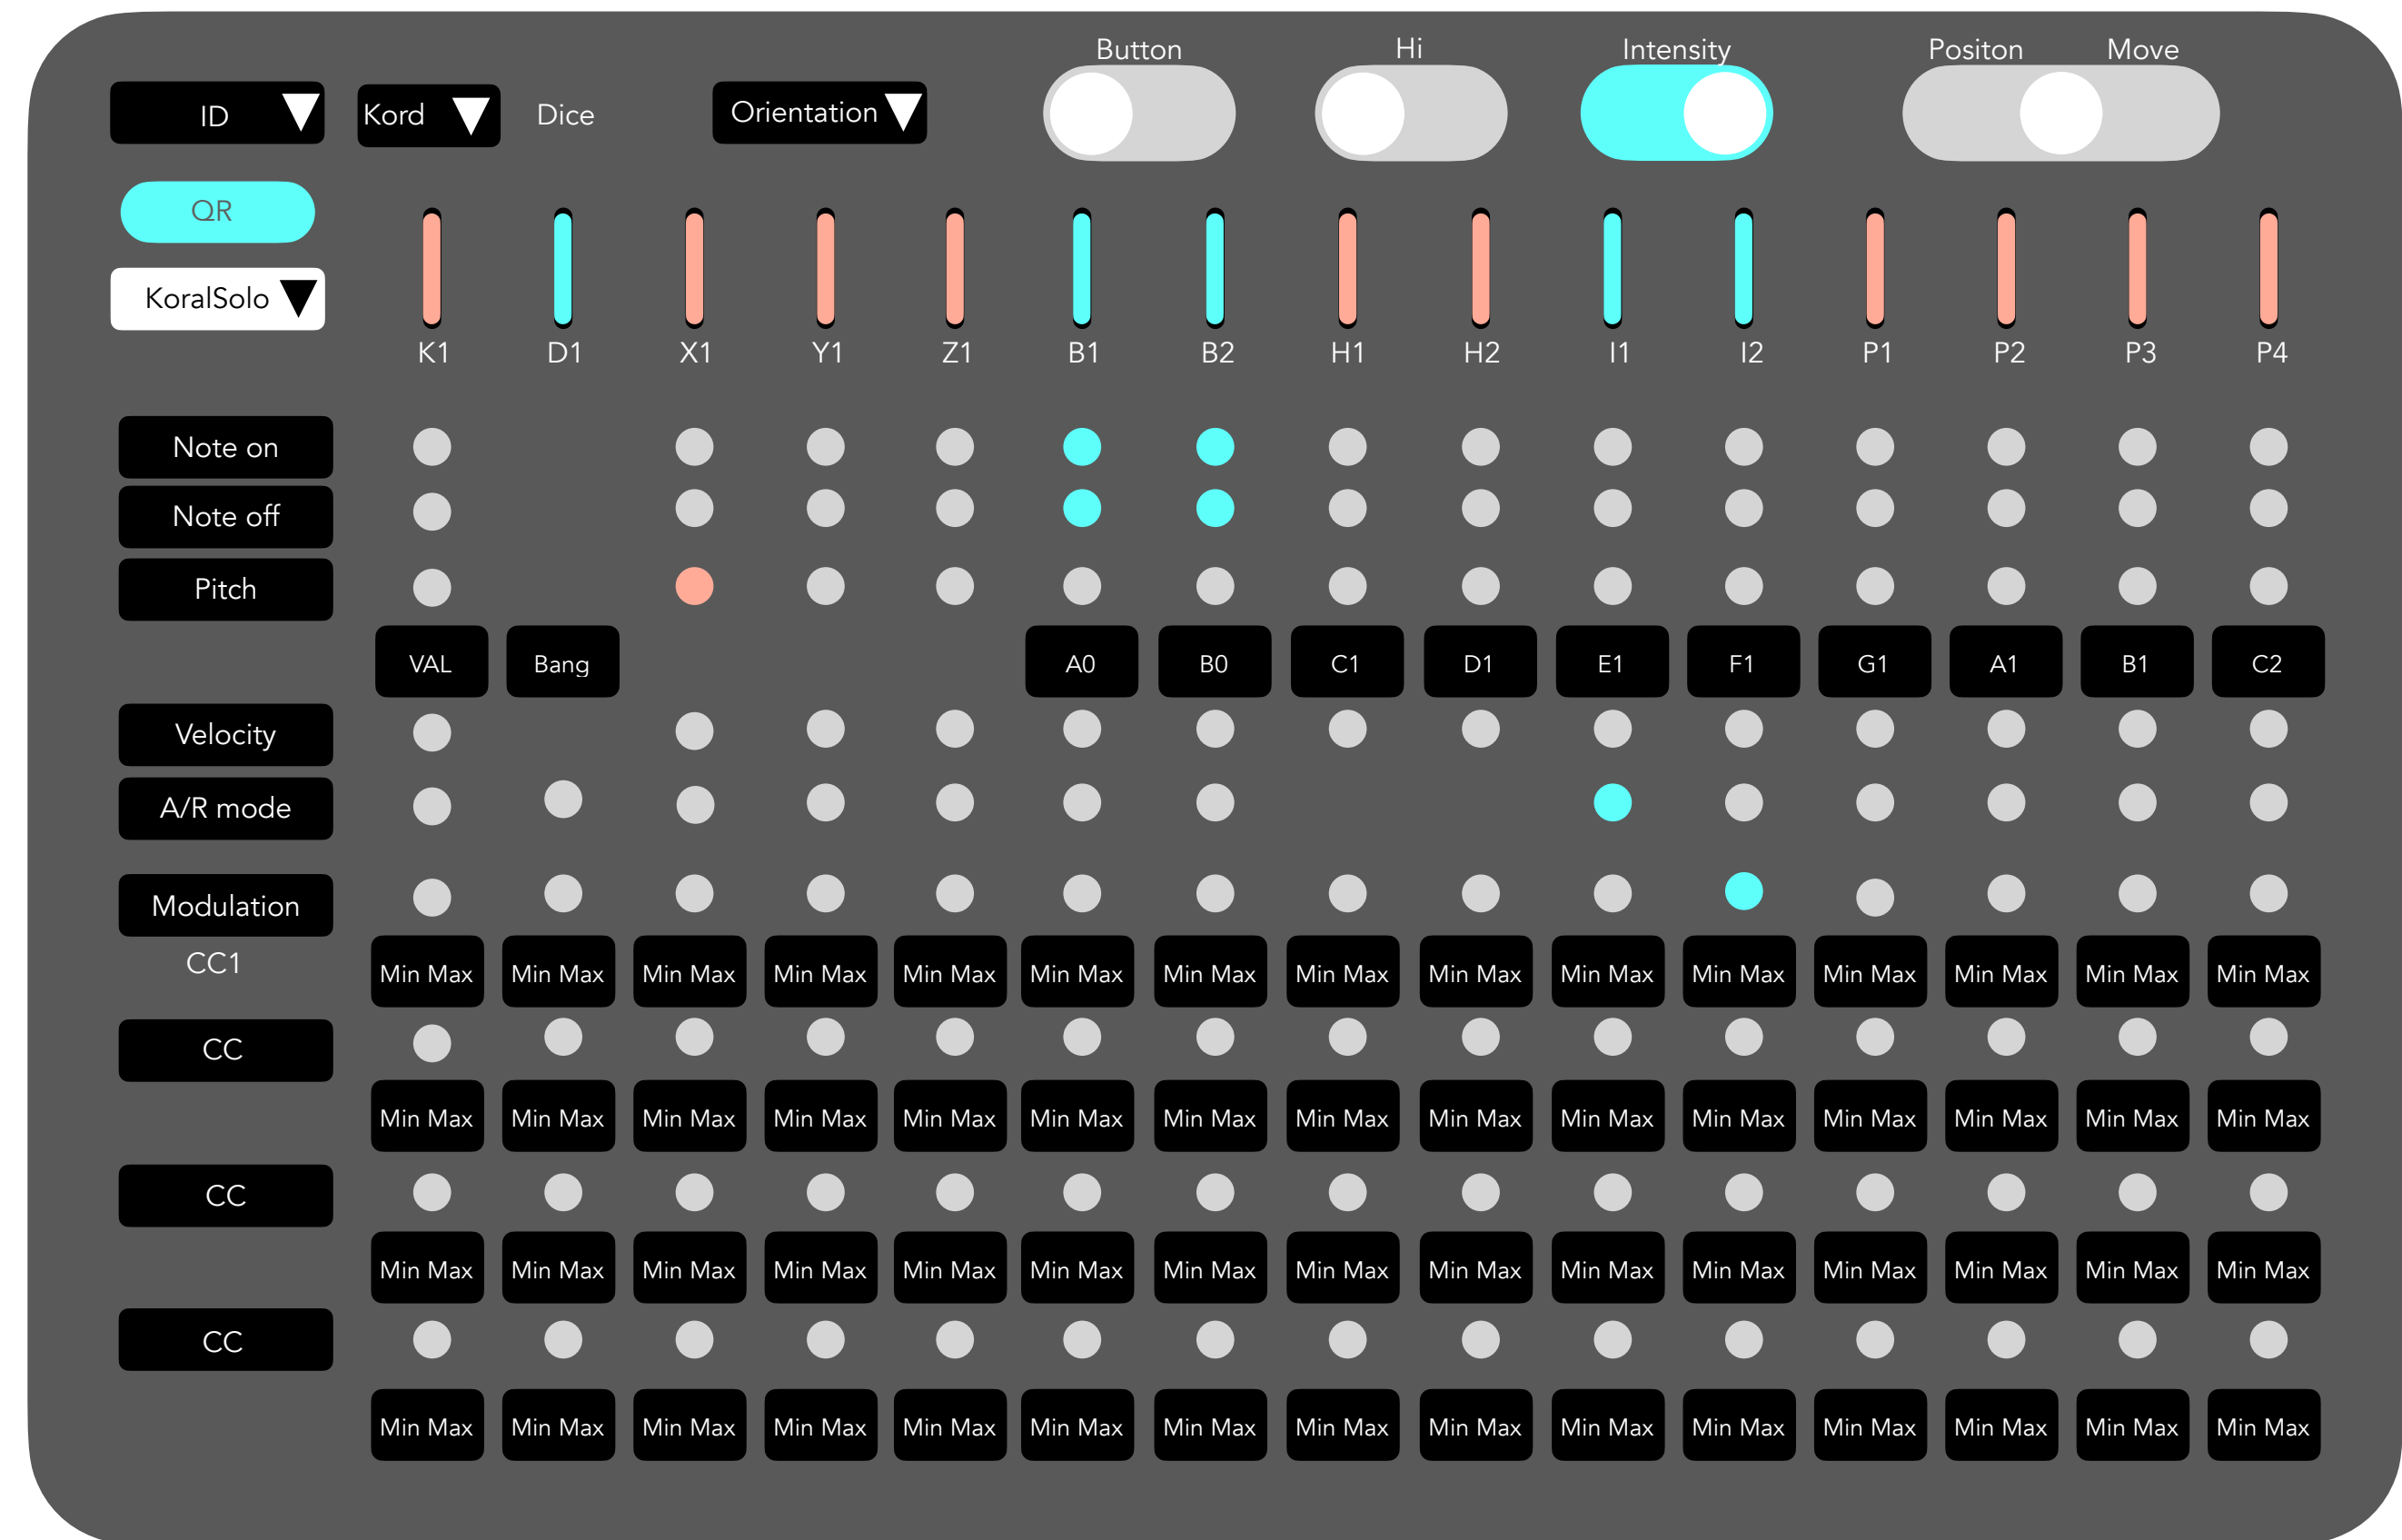 Button Hi Intensity Positon Move
ID Kord Dice Orientation
QR
KoralSolo
K1 D1 X1 Y1 Z1 B1 B2 H1 H2 I1 I2 P1 P2 P3 P4
Note on
Note off
Pitch
VAL Bang A0 B0 C1 D1 E1 F1 G1 A1 B1 C2
Velocity
A/R mode
Modulation
CC1
Min Max Min Max Min Max Min Max Min Max Min Max Min Max Min Max Min Max Min Max Min Max Min Max Min Max Min Max Min Max
CC
Min Max Min Max Min Max Min Max Min Max Min Max Min Max Min Max Min Max Min Max Min Max Min Max Min Max Min Max Min Max
CC
Min Max Min Max Min Max Min Max Min Max Min Max Min Max Min Max Min Max Min Max Min Max Min Max Min Max Min Max Min Max
CC
Min Max Min Max Min Max Min Max Min Max Min Max Min Max Min Max Min Max Min Max Min Max Min Max Min Max Min Max Min Max